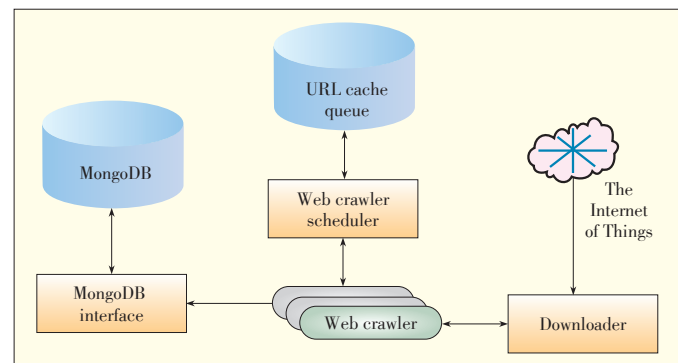 URL cache
queue
MongoDB
Web crawler
scheduler
The
Internet
of Things
MongoDB
interface
Web crawler
Downloader